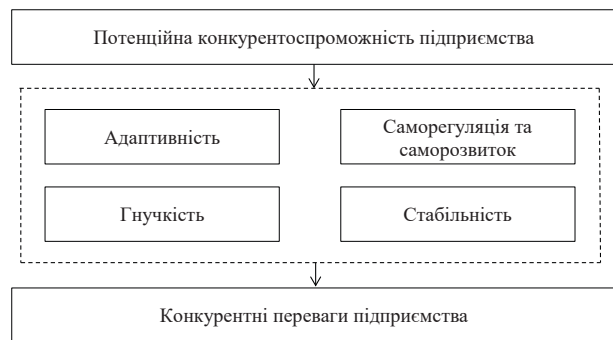 Потенційна конкурентоспроможність підприємства
Адаптивність
Саморегуляція та
саморозвиток
Гнучкість
Стабільність
Конкурентні переваги підприємства